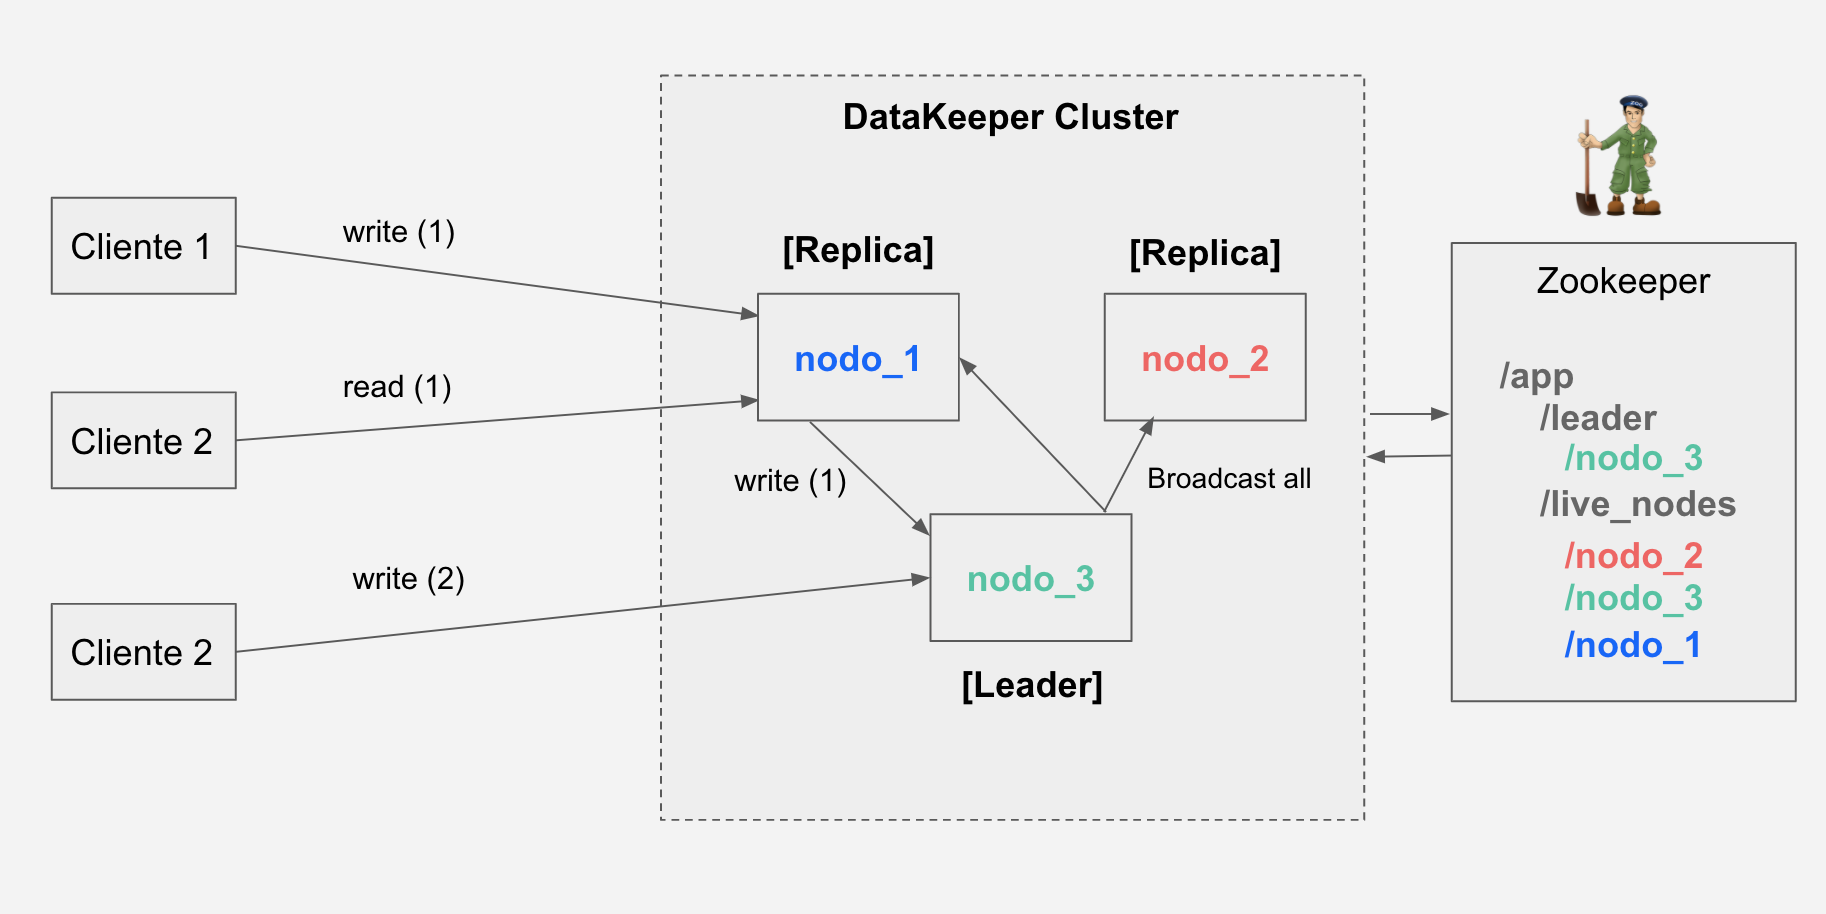 DataKeeper Cluster
Cliente 1
write (1)
Cliente 2
read (1)
Cliente 2
write (2)
[Replica]
nodo_1
[Replica]
nodo_2
write (1)
Broadcast all
nodo_3
[Leader]
ZOO
Zookeeper
/app
/leader
/nodo_3
/live_nodes
/nodo_2
/nodo_3
/nodo_1